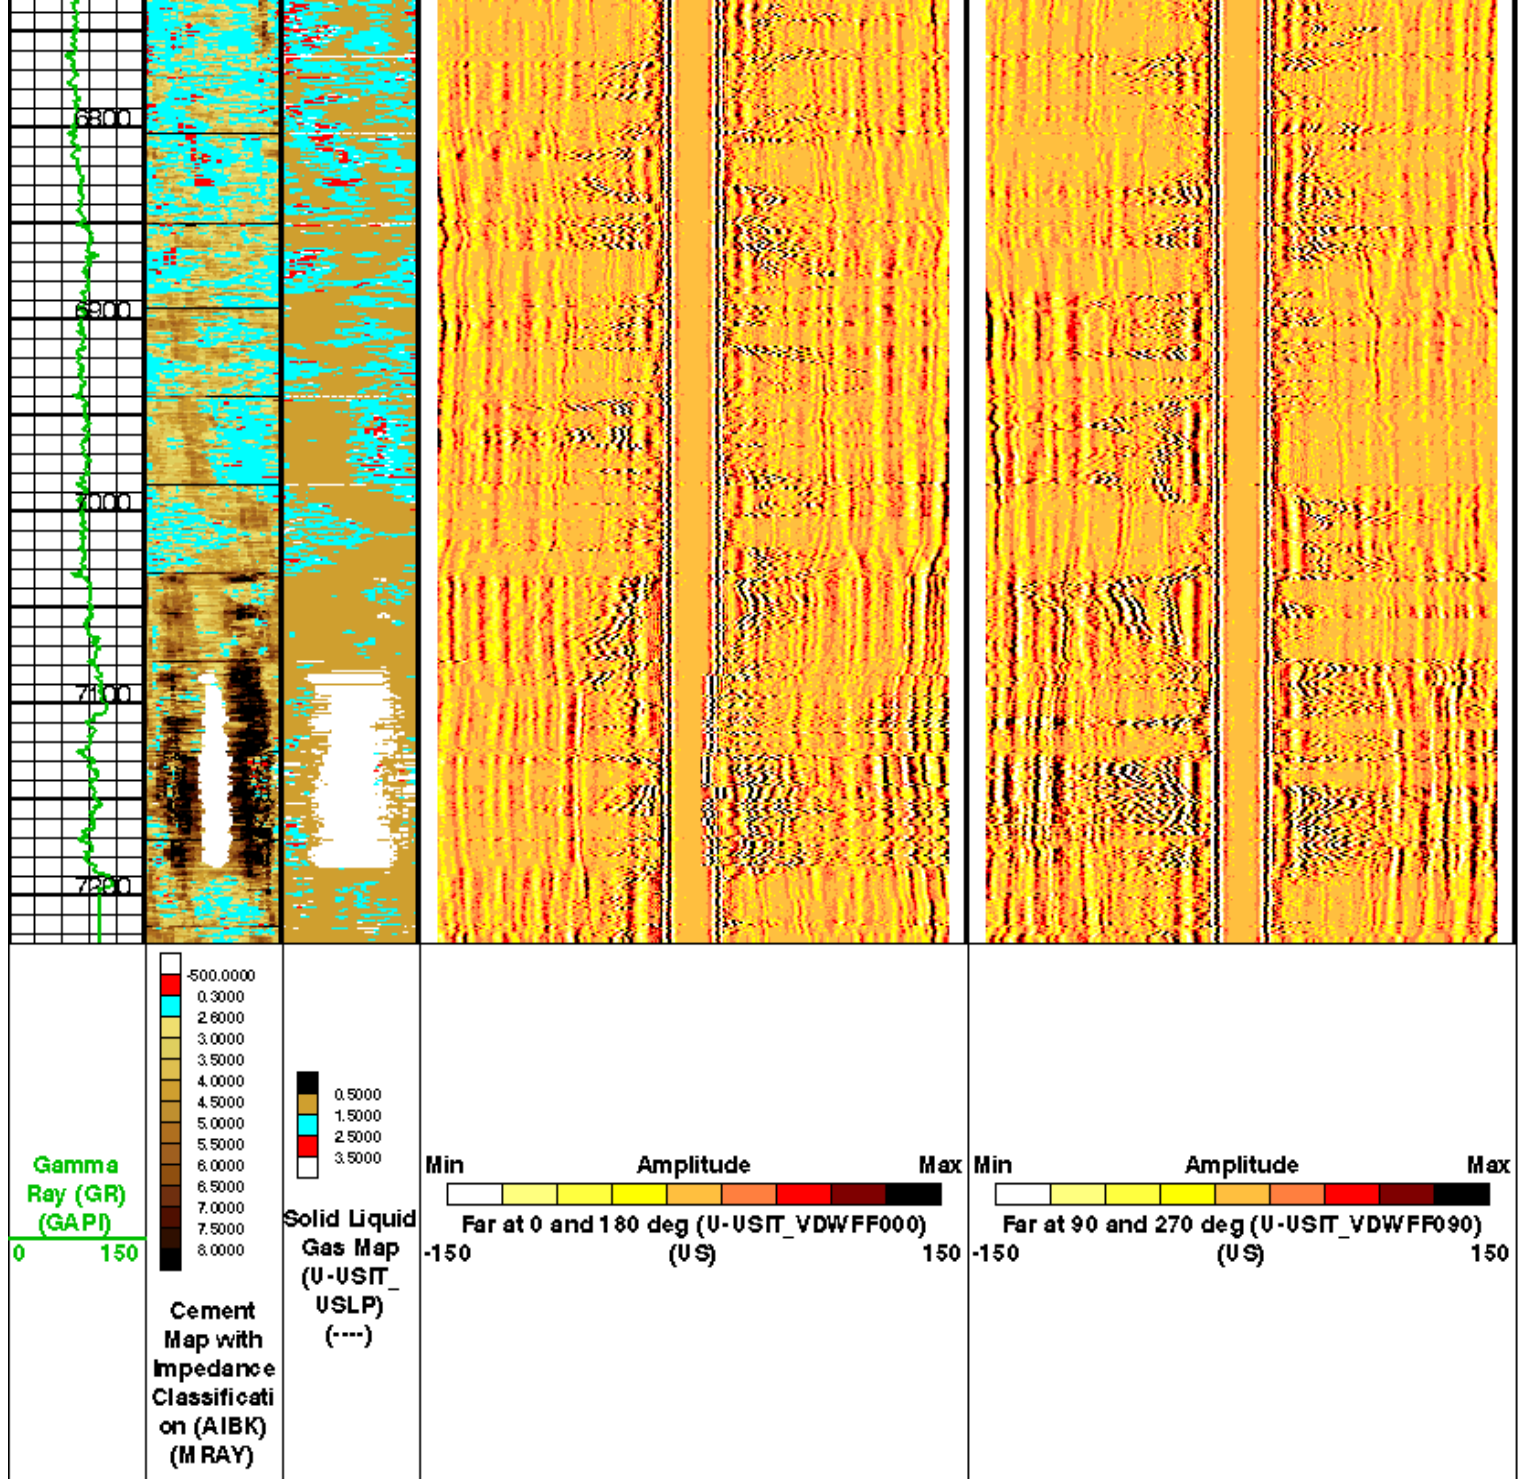 6800
6900
7000
7100
7200
-500.0000
0.3000
2.6000
3.0000
3.5000
4.0000
4.5000
5.0000
5.5000
6.0000
6.5000
7.0000
7.5000
8.0000
0.5000
1.5000
2.5000
3.5000
Gamma
Ray (GR)
(GAPI)
0 150
Cement
Map with
Impedance
Classificati
on (AIBK)
(MRAY)
Solid Liquid
Gas Map
(U-USIT_
USLP)
(----)
Min Amplitude Max
Far at 0 and 180 deg (U-USIT_VDWFF000)
-150 (US) 150
Min Amplitude Max
Far at 90 and 270 deg (U-USIT_VDWFF090)
-150 (US) 150